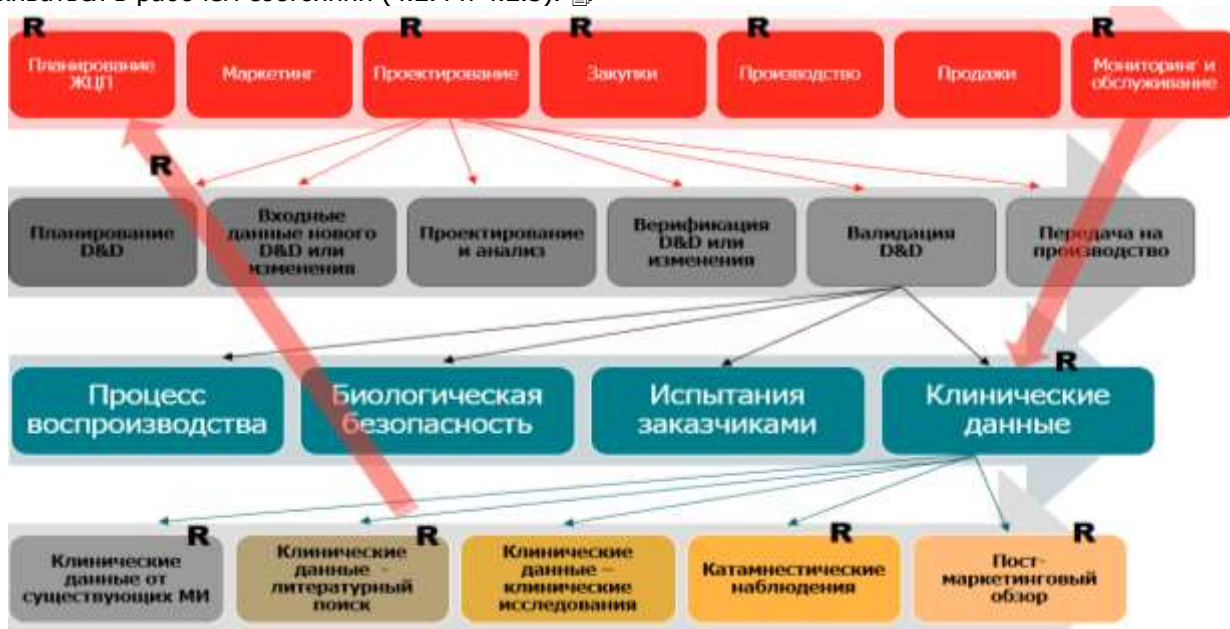 R R R R R
Планирование ЖЦП
Маркетинг
Проектирование
Закупки
Производство
Продажи
Мониторинг и обслуживание
R
Планирование D&D
Входные данные нового D&D или изменения
Проектирование и анализ
Верификация D&D или изменения
Валидация D&D
Передача на производство
R
Процесс воспроизводства
Биологическая безопасность
Испытания заказчиками
Клинические данные
R R R R
Клинические данные от существующих МИ
Клинические данные - литературный поиск
Клинические данные – клинические исследования
Катамнестические наблюдения
Пост-маркетинговый обзор